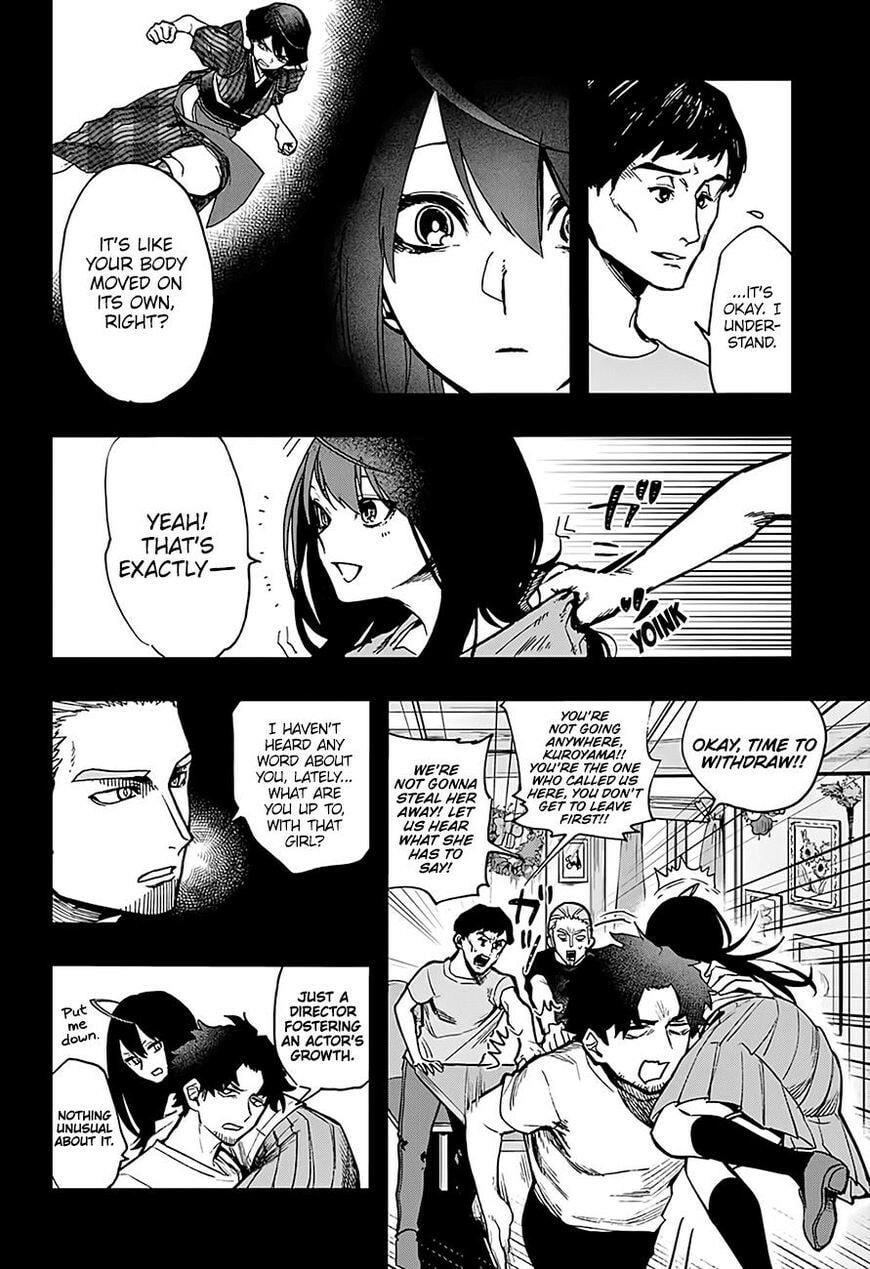 ...IT'S
OKAY. I
UNDER-
STAND.
IT'S LIKE
YOUR BODY
MOVED ON
ITS OWN,
RIGHT?
ガッ
YOINK
YEAH!
THAT'S
EXACTLY—
OKAY, TIME TO
WITHDRAW!!
YOU'RE
NOT GOING
ANYWHERE,
KUROYAMA!!
YOU'RE THE ONE
WHO CALLED US
HERE, YOU DON'T
GET TO LEAVE
FIRST!!
WE'RE
NOT GONNA
STEAL HER
AWAY! LET
US HEAR
WHAT SHE
HAS TO
SAY!
ガッ
I HAVEN'T
HEARD ANY
WORD ABOUT
YOU, LATELY...
WHAT ARE
YOU UP TO,
WITH THAT
GIRL?
JUST A
DIRECTOR
FOSTERING
AN ACTOR'S
GROWTH.
Put
me
down.
NOTHING
UNUSUAL
ABOUT IT.